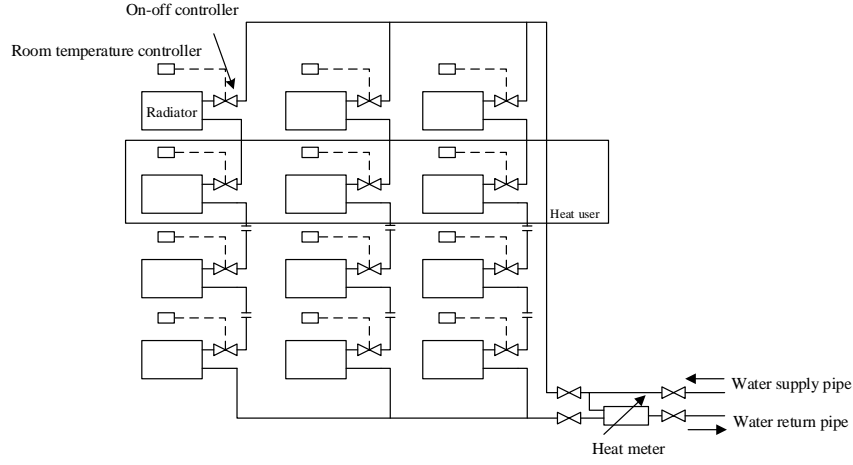 On-off controller
Room temperature controller
Radiator
Heat user
Water supply pipe
Water return pipe
Heat meter